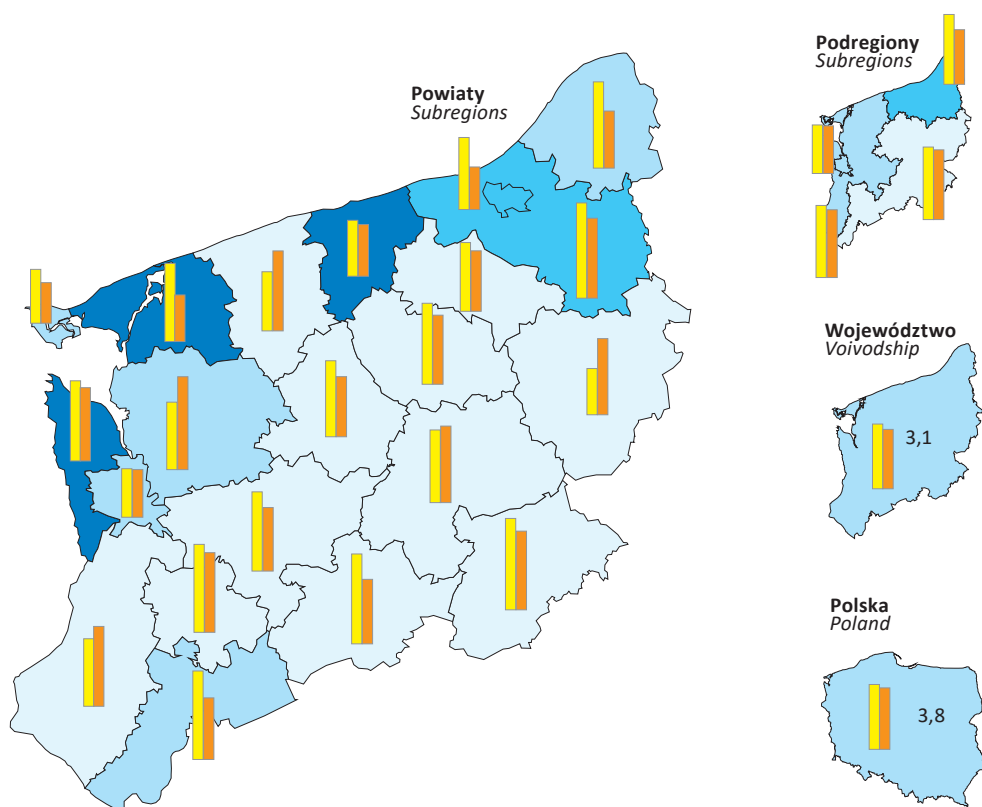 Powiaty
Subregions
Podregiony
Subregions
Województwo
Voivodship
3,1
Polska
Poland
3,8